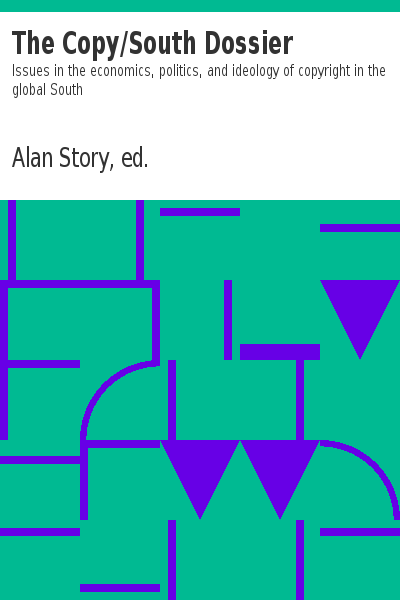 The Copy/South Dossier
Issues in the economics, politics, and ideology of copyright in the
global South
Alan Story, ed.